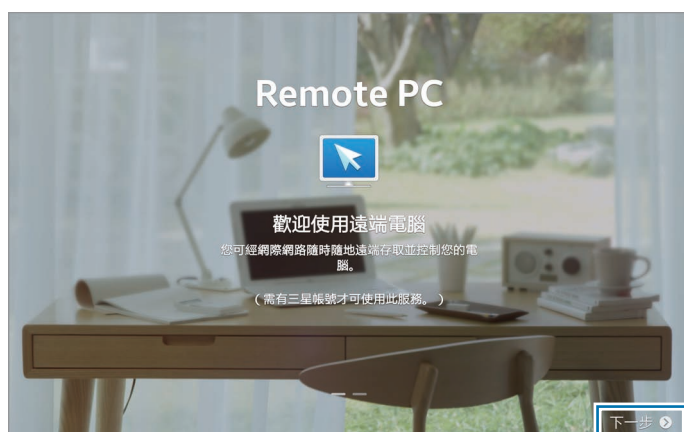 Remote PC
歡迎使用遠端電腦
您可經網際網路隨時隨地遠端存取並控制您的電
腦。
（需有三星帳號才可使用此服務。）
下一步